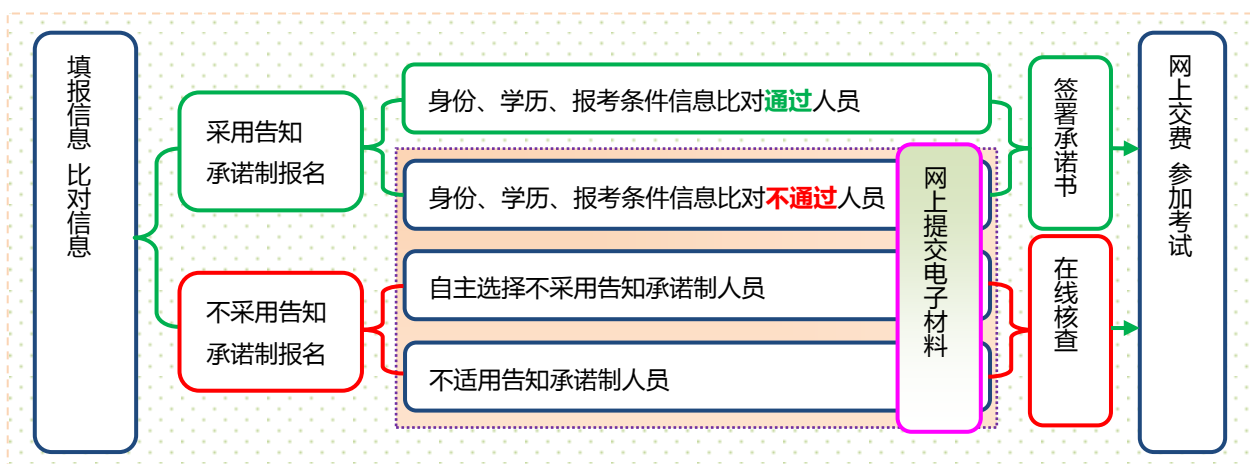 填报信息 比对信息
采用告知
承诺制报名
不采用告知
承诺制报名
身份、学历、报考条件信息比对通过人员
身份、学历、报考条件信息比对不通过人员
自主选择不采用告知承诺制人员
不适用告知承诺制人员
网上提交电子材料
签署承诺书
在线核查
网上交费 参加考试